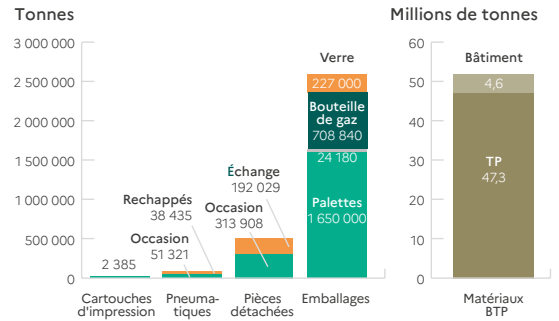 Tonnes
3 000 000
2 500 000
2 000 000
1 500 000
1 000 000
500 000
0
Verre
227 000
Bouteille
de gaz
708 840
24 180
Palettes
1 650 000
Échange
192 029
Rechappés
38 435
Occasion
313 908
Occasion
51 321
2 385
Cartouches
d'impression
Pneuma-
tiques
Pièces
détachées
Emballages
Millions de tonnes
60
50
40
30
20
10
0
Bâtiment
4,6
TP
47,3
Matériaux
BTP